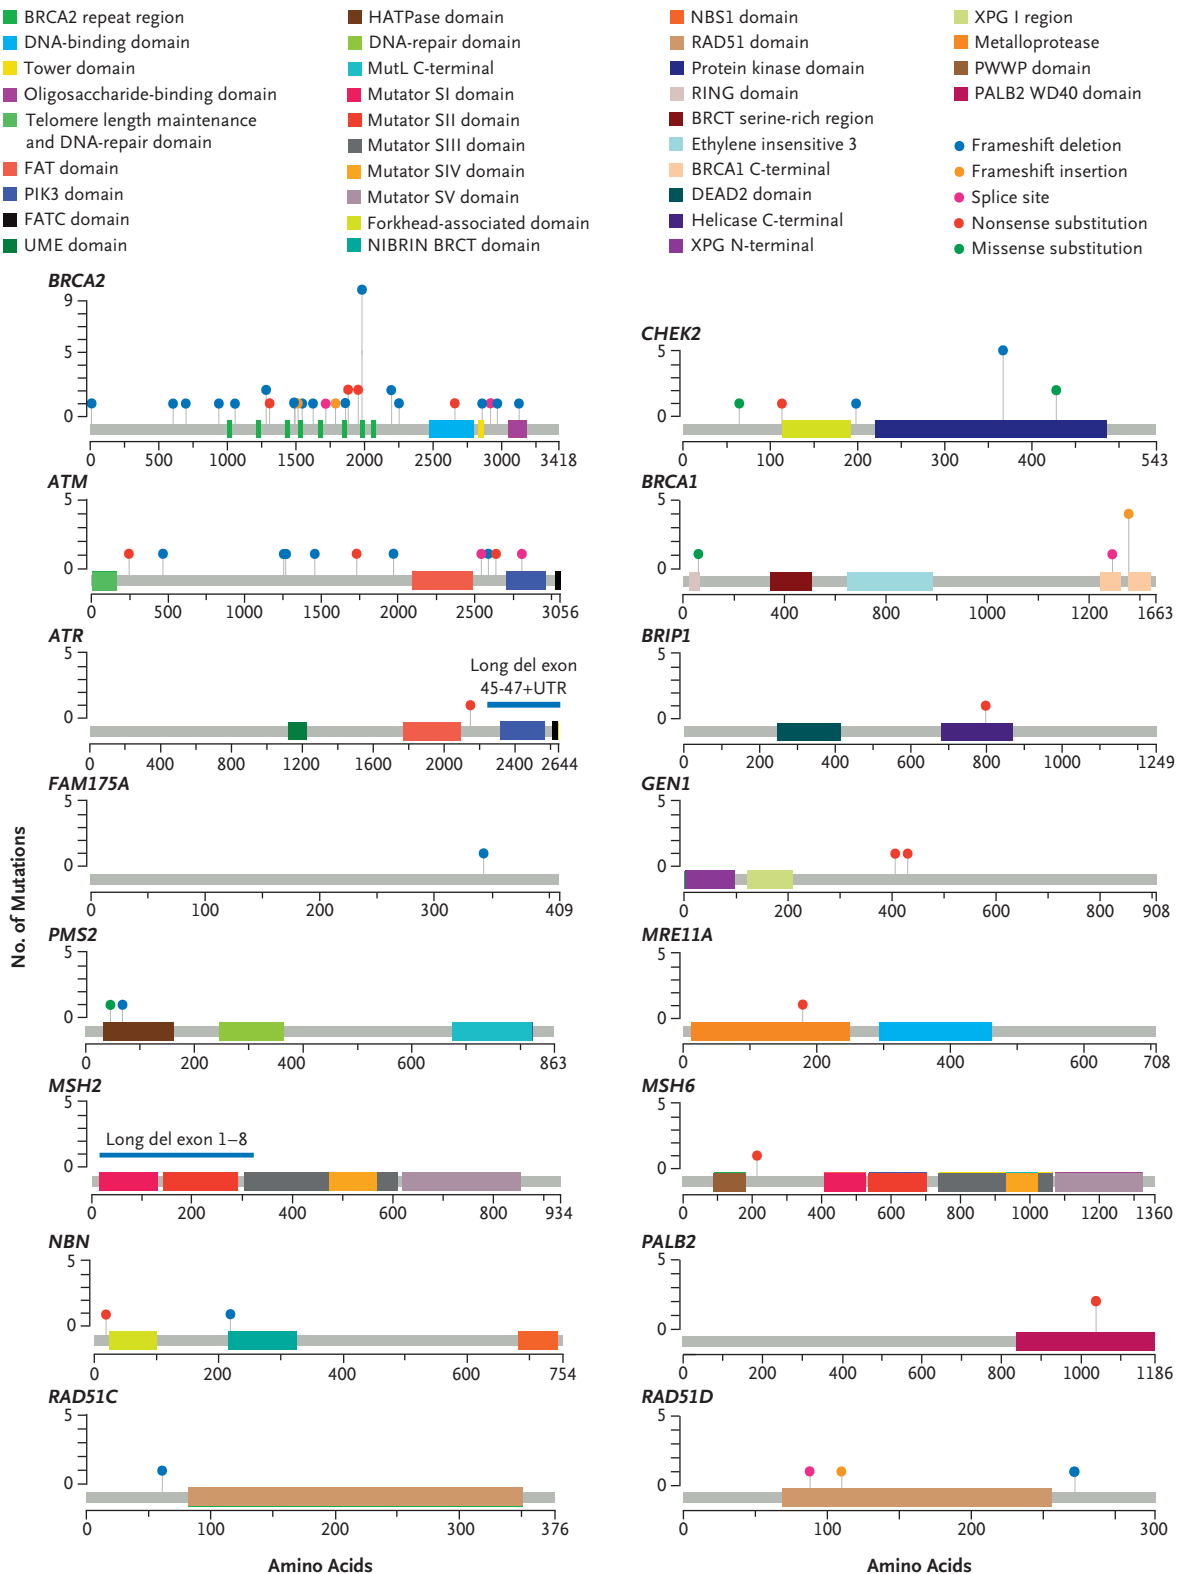 BRCA2 repeat region
DNA-binding domain
Tower domain
Oligosaccharide-binding domain
Telomere length maintenance
and DNA-repair domain
FAT domain
PIK3 domain
FATC domain
UME domain
HATPase domain
DNA-repair domain
MutL C-terminal
Mutator SI domain
Mutator SII domain
Mutator SIII domain
Mutator SIV domain
Mutator SV domain
Forkhead-associated domain
NIBRIN BRCT domain
NBS1 domain
RAD51 domain
Protein kinase domain
RING domain
BRCT serine-rich region
Ethylene insensitive 3
BRCA1 C-terminal
DEAD2 domain
Helicase C-terminal
XPG N-terminal
XPG I region
Metalloprotease
PWWP domain
PALB2 WD40 domain
Frameshift deletion
Frameshift insertion
Splice site
Nonsense substitution
Missense substitution
No. of Mutations
BRCA2
9
5
0
0 500 1000 1500 2000 2500 3000 3418
CHEK2
5
0
0 100 200 300 400 543
ATM
5
0
0 500 1000 1500 2000 2500 3056
BRCA1
5
0
0 400 800 1000 1200 1663
ATR
5
0
Long del exon
45-47+UTR
0 400 800 1200 1600 2000 2400 2644
BRIP1
5
0
0 200 400 600 800 1000 1249
FAM175A
5
0
0 100 200 300 409
GEN1
5
0
0 200 400 600 800 908
PMS2
5
0
0 200 400 600 863
MRE11A
5
0
0 200 400 600 708
MSH2
5
0
Long del exon 1–8
0 200 400 600 800 934
MSH6
5
0
0 200 400 600 800 1000 1200 1360
NBN
5
0
0 200 400 600 754
PALB2
5
0
0 200 400 600 800 1000 1186
RAD51C
5
0
0 100 200 300 376
Amino Acids
RAD51D
5
0
0 100 200 300
Amino Acids